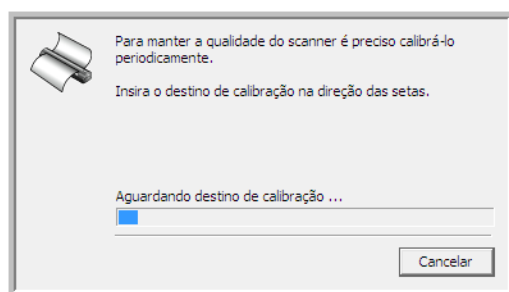 Para manter a qualidade do scanner é preciso calibrá-lo
periodicamente.
Insira o destino de calibração na direção das setas.
Aguardando destino de calibração ...
Cancelar